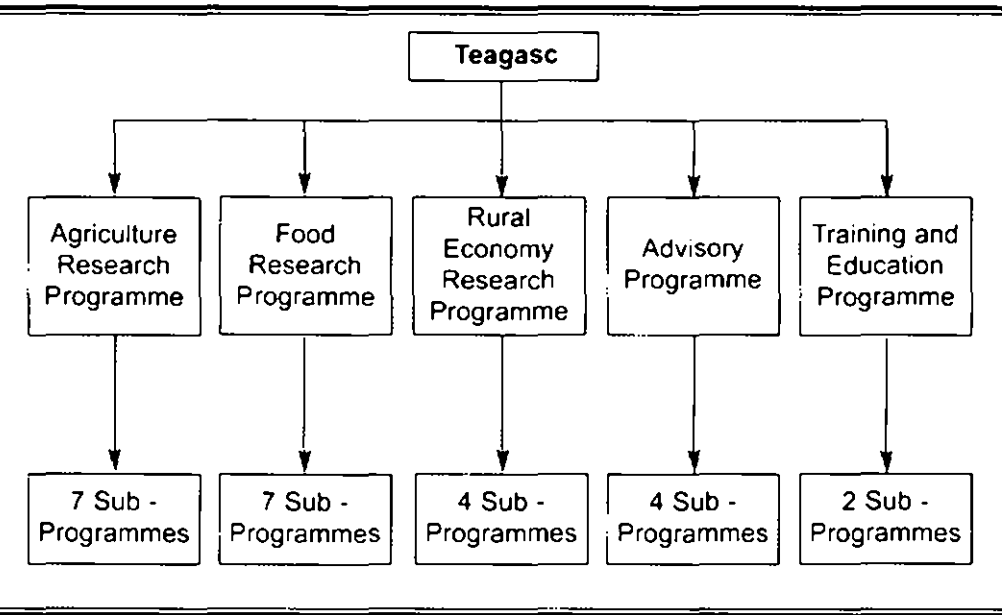 Teagasc
Agriculture
Research
Programme
Food
Research
Programme
Rural
Economy
Research
Programme
Advisory
Programme
Training and
Education
Programme
7 Sub -
Programmes
7 Sub -
Programmes
4 Sub -
Programmes
4 Sub -
Programmes
2 Sub -
Programmes